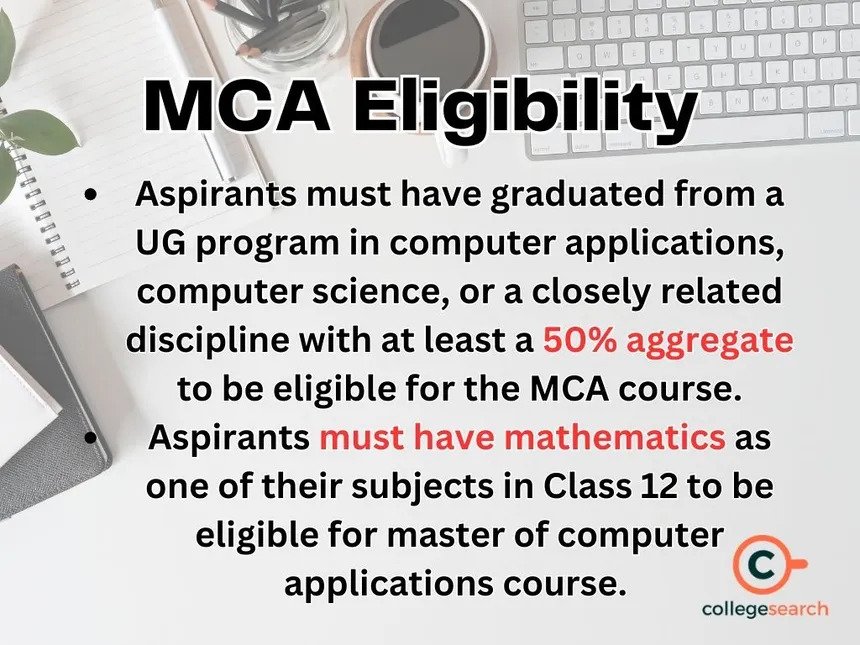 MCA Eligibility
• Aspirants must have graduated from a
UG program in computer applications,
computer science, or a closely related
discipline with at least a 50% aggregate
to be eligible for the MCA course.
• Aspirants must have mathematics as
one of their subjects in Class 12 to be
eligible for master of computer
applications course.
C
collegesearch